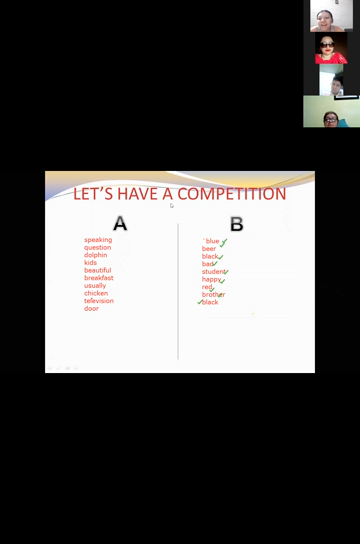 LET'S HAVE A COMPETITION
A
speaking
question
dolphin
kids
beautiful
breakfast
usually
chicken
television
door
B
`blue
beer
black
bad
student
happy
red
brother
black